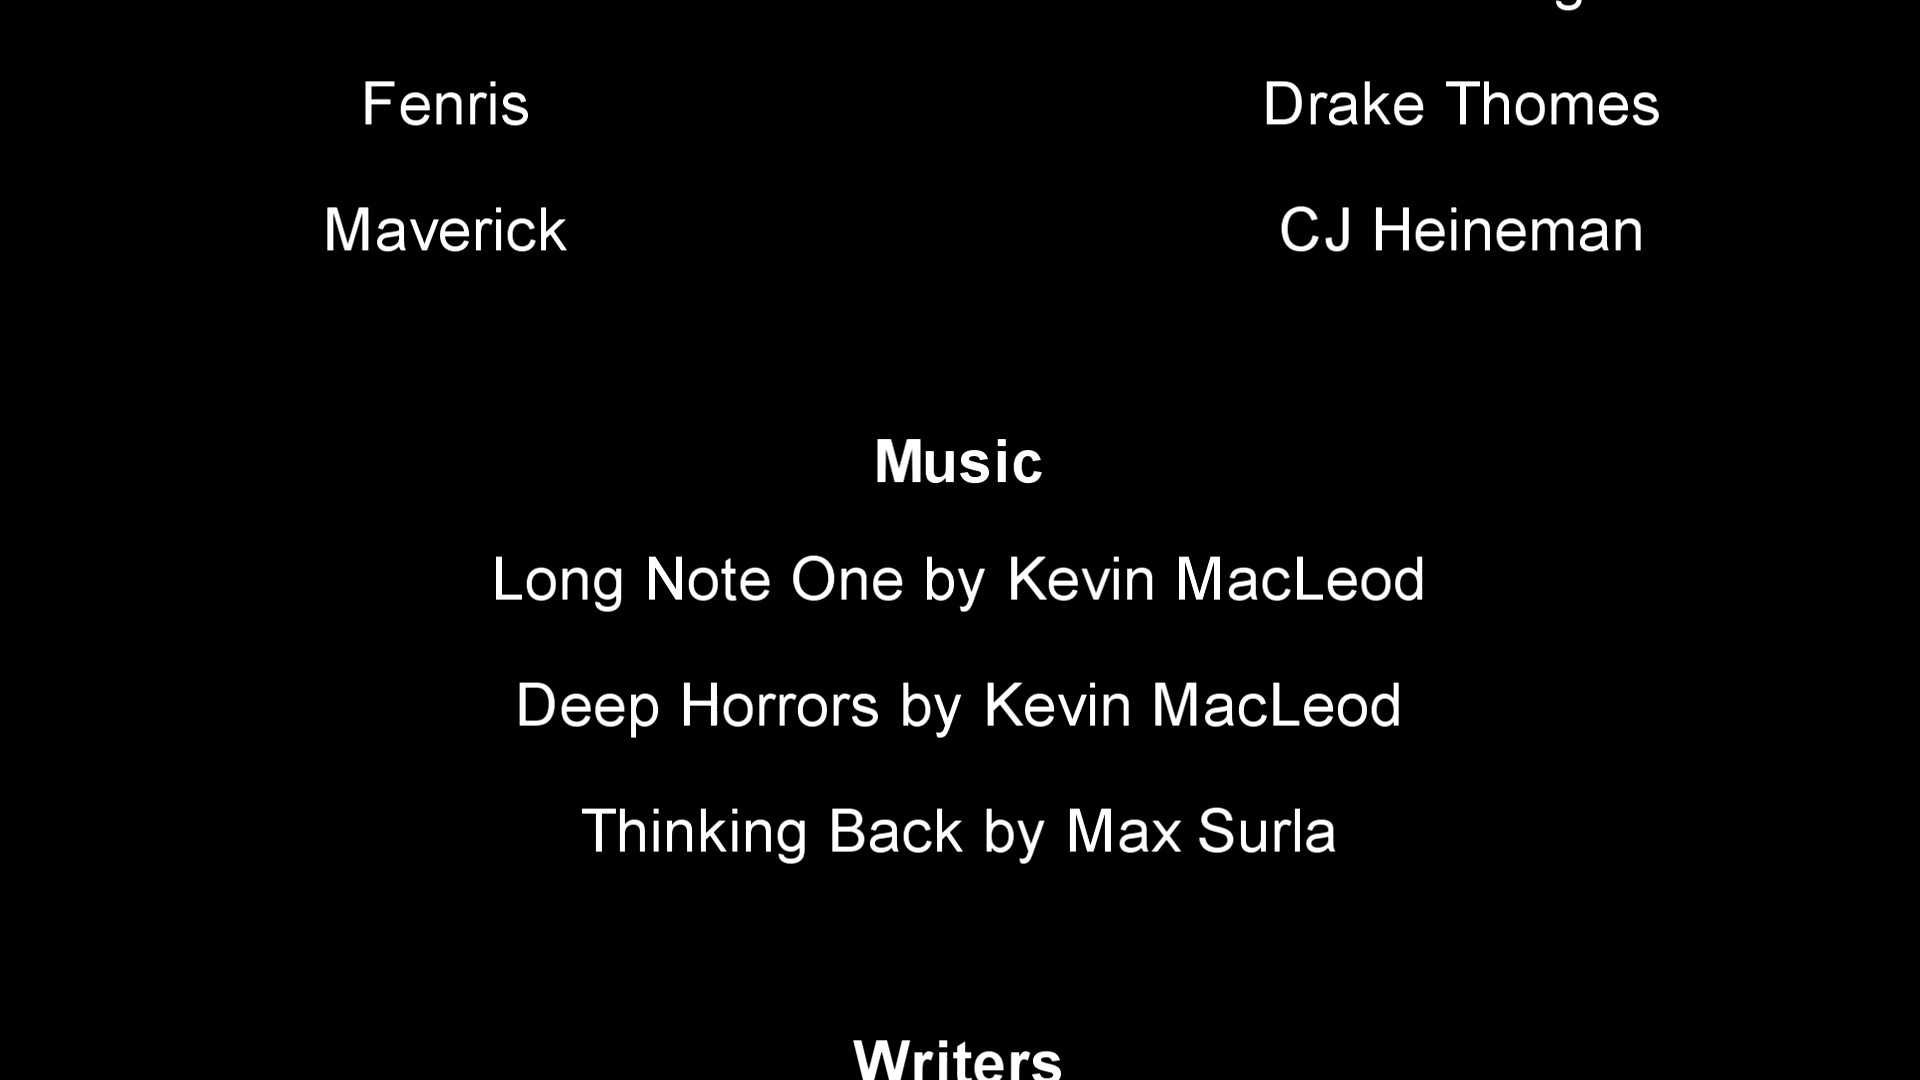 Fenris Drake Thomes
Maverick CJ Heineman
Music
Long Note One by Kevin MacLeod
Deep Horrors by Kevin MacLeod
Thinking Back by Max Surla
Writers